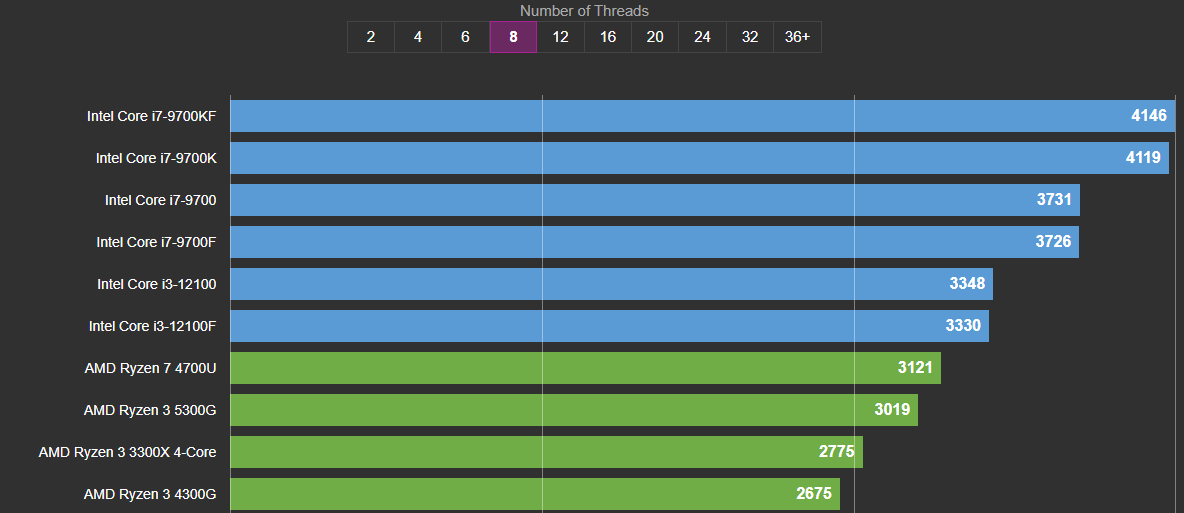 Number of Threads
2 4 6 8 12 16 20 24 32 36+
Intel Core i7-9700KF 4146
Intel Core i7-9700K 4119
Intel Core i7-9700 3731
Intel Core i7-9700F 3726
Intel Core i3-12100 3348
Intel Core i3-12100F 3330
AMD Ryzen 7 4700U 3121
AMD Ryzen 3 5300G 3019
AMD Ryzen 3 3300X 4-Core 2775
AMD Ryzen 3 4300G 2675